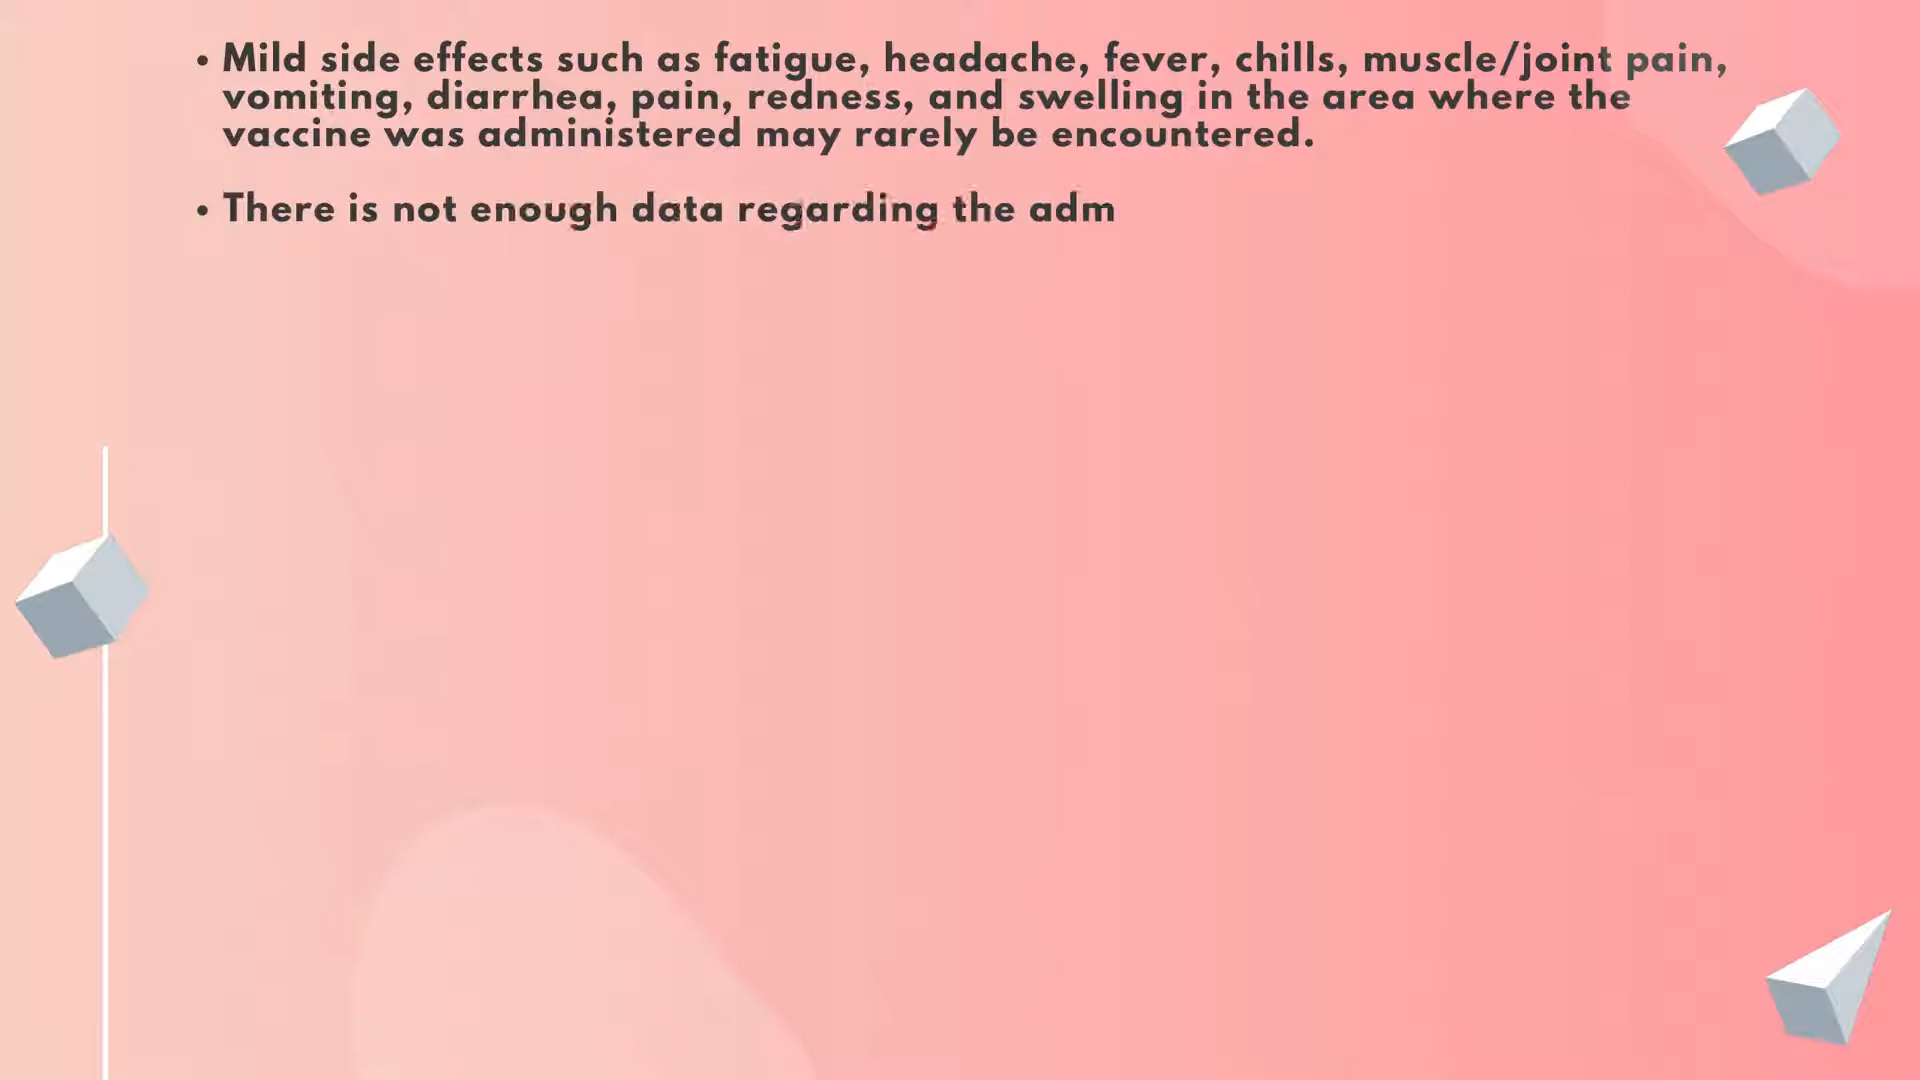 • Mild side effects such as fatigue, headache, fever, chills, muscle/joint pain,
vomiting, diarrhea, pain, redness, and swelling in the area where the
vaccine was administered may rarely be encountered.
• There is not enough data regarding the adm